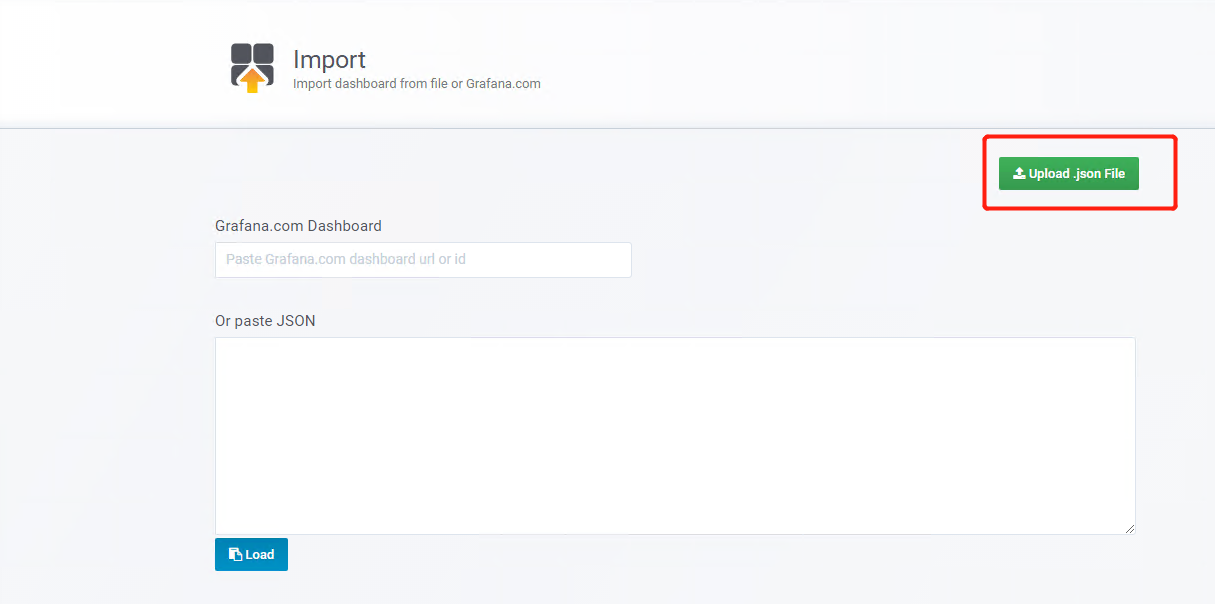 Import
Import dashboard from file or Grafana.com
Upload .json File
Grafana.com Dashboard
Paste Grafana.com dashboard url or id
Or paste JSON
Load